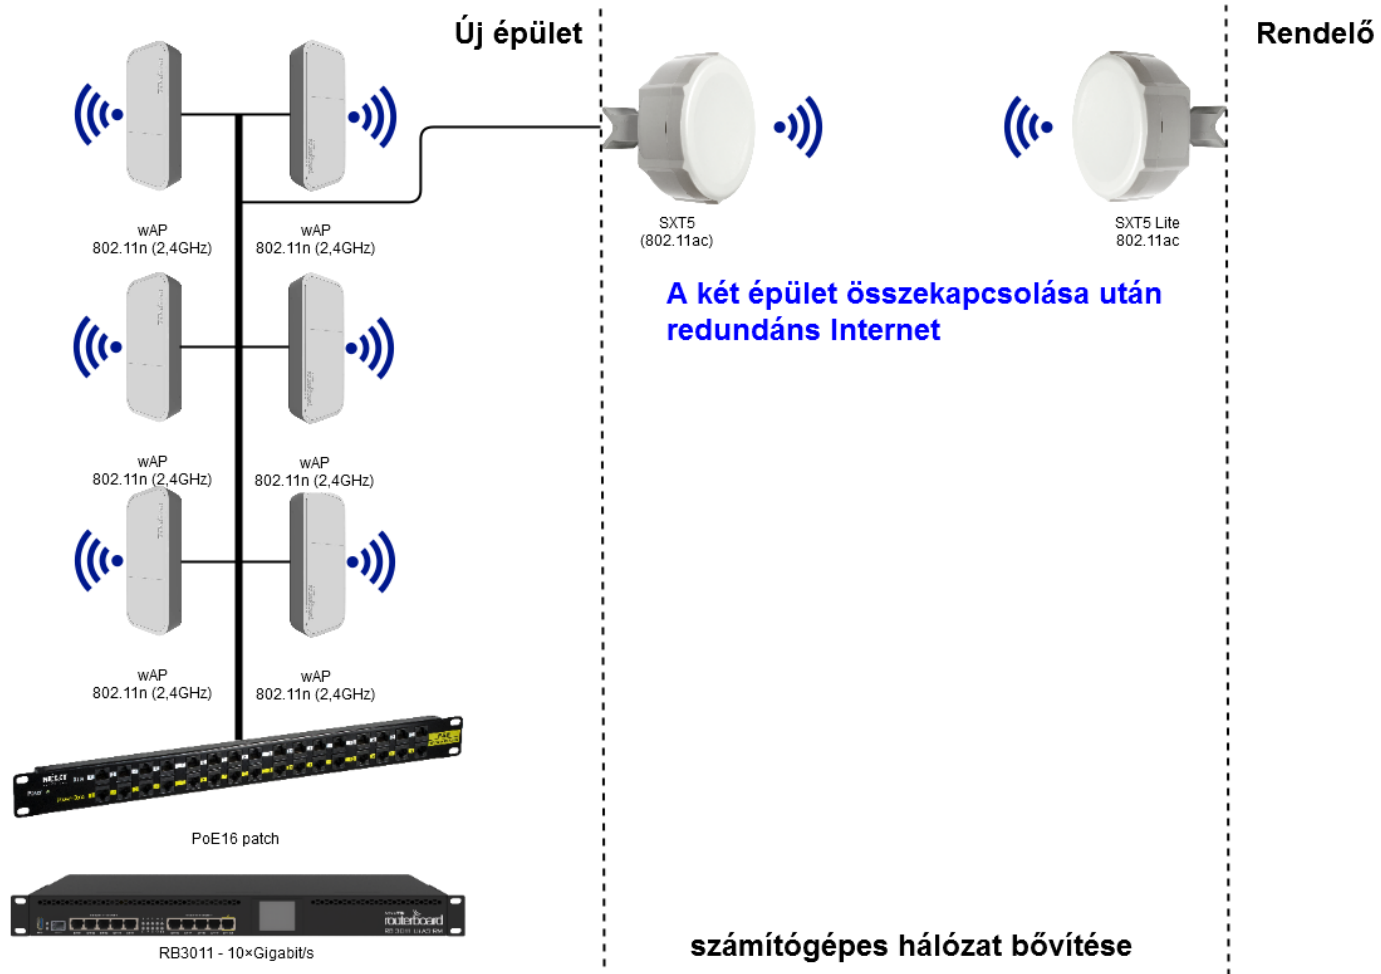 Új épület
Rendelő
wAP
802.11n (2,4GHz)
wAP
802.11n (2,4GHz)
SXT5
(802.11ac)
SXT5 Lite
802.11ac
A két épület összekapcsolása után
redundáns Internet
wAP
802.11n (2,4GHz)
wAP
802.11n (2,4GHz)
wAP
802.11n (2,4GHz)
wAP
802.11n (2,4GHz)
PoE16 patch
routerboard
RB3011 - 10×Gigabit/s
számítógépes hálózat bővítése